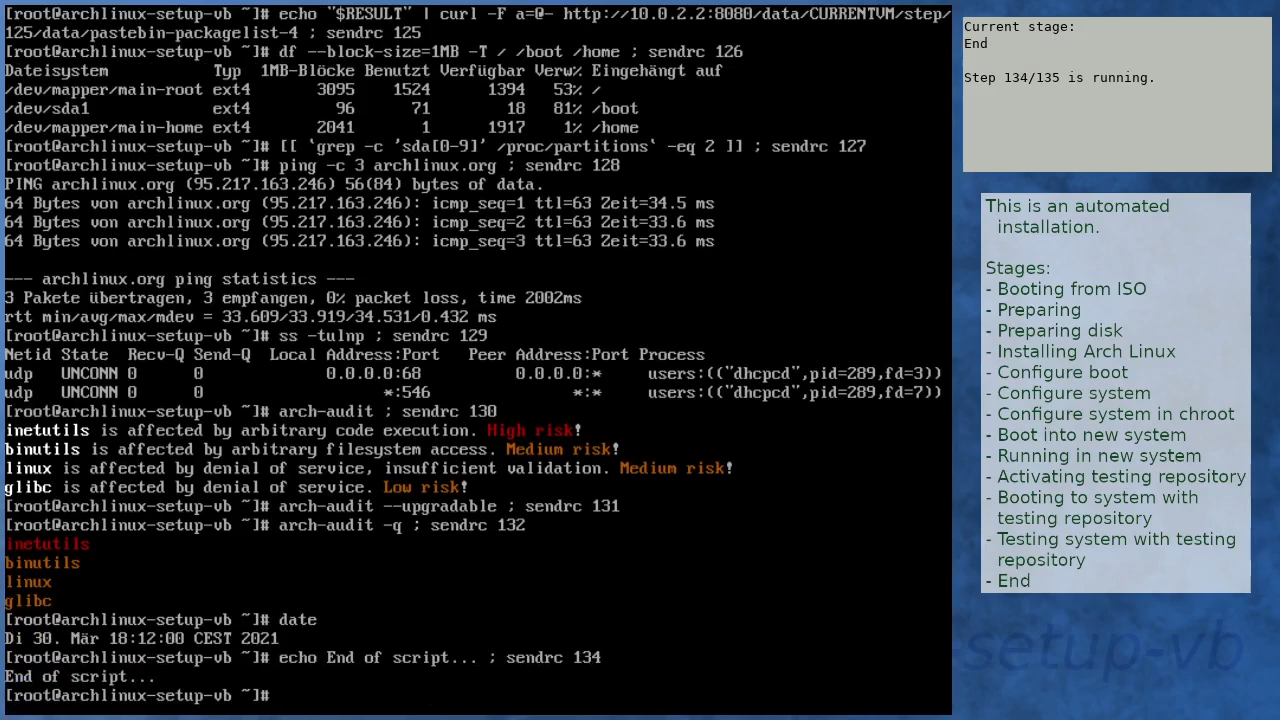 [root@archlinux-setup-vb ~]# echo "$RESULT" | curl -F a=@- http://10.0.2.2:8080/data/CURRENTVM/step/
125/data/pastebin-packagelist-4 ; sendrc 125
[root@archlinux-setup-vb ~]# df --block-size=1MB -T / /boot /home ; sendrc 126
Dateisystem           Typ  1MB-Blöcke Benutzt Verfügbar Verw% Eingehängt auf
/dev/mapper/main-root ext4       3095    1524      1394   53% /
/dev/sda1             ext4         96      71        18   81% /boot
/dev/mapper/main-home ext4       2041       1      1917    1% /home
[root@archlinux-setup-vb ~]# [[ `grep -c 'sda[0-9]' /proc/partitions` -eq 2 ]] ; sendrc 127
[root@archlinux-setup-vb ~]# ping -c 3 archlinux.org ; sendrc 128
PING archlinux.org (95.217.163.246) 56(84) bytes of data.
64 Bytes von archlinux.org (95.217.163.246): icmp_seq=1 ttl=63 Zeit=34.5 ms
64 Bytes von archlinux.org (95.217.163.246): icmp_seq=2 ttl=63 Zeit=33.6 ms
64 Bytes von archlinux.org (95.217.163.246): icmp_seq=3 ttl=63 Zeit=33.6 ms
--- archlinux.org ping statistics ---
3 Pakete übertragen, 3 empfangen, 0% packet loss, time 2002ms
rtt min/avg/max/mdev = 33.609/33.919/34.531/0.432 ms
[root@archlinux-setup-vb ~]# ss -tulnp ; sendrc 129
Netid State  Recv-Q Send-Q  Local Address:Port   Peer Address:Port Process
udp   UNCONN 0      0             0.0.0.0:68          0.0.0.0:*     users:(("dhcpcd",pid=289,fd=3))
udp   UNCONN 0      0                   *:546               *:*     users:(("dhcpcd",pid=289,fd=7))
[root@archlinux-setup-vb ~]# arch-audit ; sendrc 130
inetutils is affected by arbitrary code execution. High risk!
binutils is affected by arbitrary filesystem access. Medium risk!
linux is affected by denial of service, insufficient validation. Medium risk!
glibc is affected by denial of service. Low risk!
[root@archlinux-setup-vb ~]# arch-audit --upgradable ; sendrc 131
[root@archlinux-setup-vb ~]# arch-audit -q ; sendrc 132
inetutils
binutils
linux
glibc
[root@archlinux-setup-vb ~]# date
Di 30. Mär 18:12:00 CEST 2021
[root@archlinux-setup-vb ~]# echo End of script... ; sendrc 134
End of script...
[root@archlinux-setup-vb ~]#
Current stage:
End
Step 134/135 is running.
This is an automated
installation.
Stages:
- Booting from ISO
- Preparing
- Preparing disk
- Installing Arch Linux
- Configure boot
- Configure system
- Configure system in chroot
- Boot into new system
- Running in new system
- Activating testing repository
- Booting to system with
testing repository
- Testing system with testing
repository
- End
-setup-vb